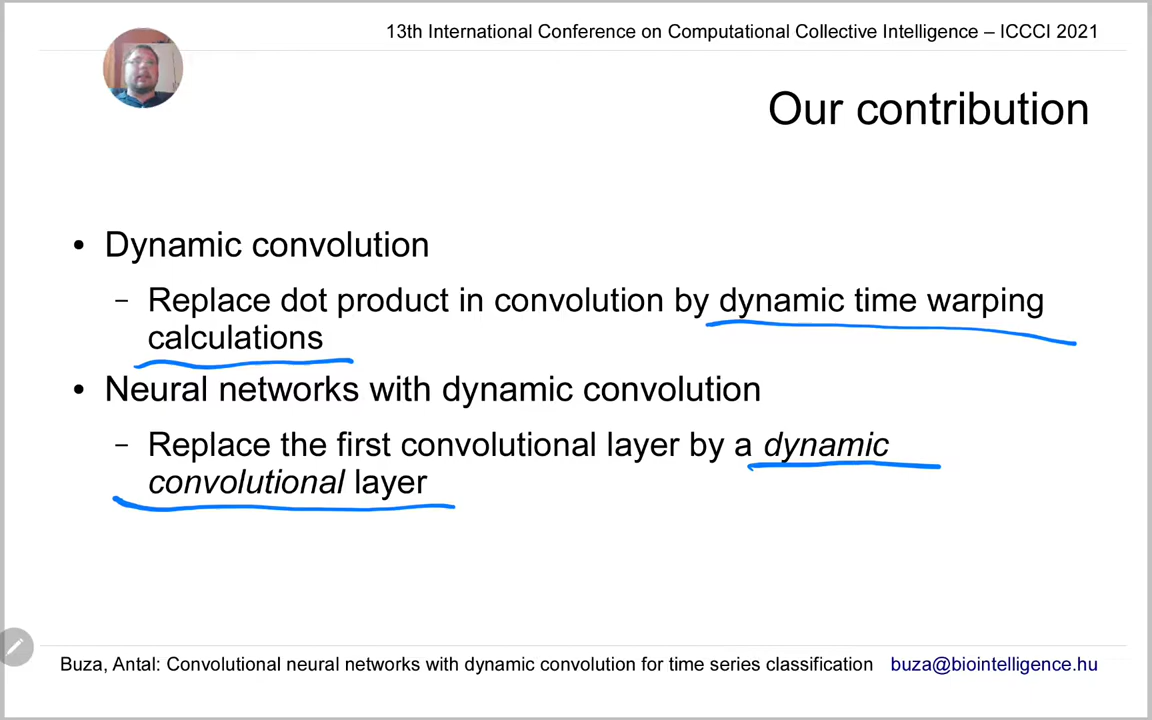 13th International Conference on Computational Collective Intelligence – ICCCI 2021
Our contribution
• Dynamic convolution
– Replace dot product in convolution by dynamic time warping
calculations
• Neural networks with dynamic convolution
– Replace the first convolutional layer by a dynamic
convolutional layer
Buza, Antal: Convolutional neural networks with dynamic convolution for time series classification buza@biointelligence.hu